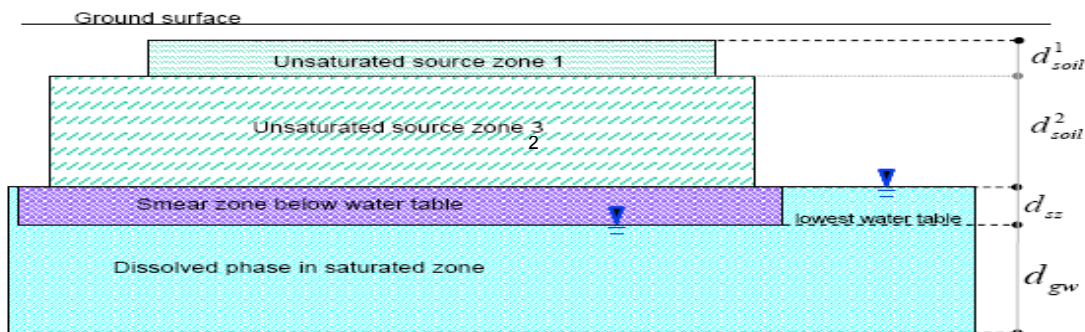 Ground surface
Unsaturated source zone 1
d¹soil
Unsaturated source zone 3
2
d²soil
Smear zone below water table
lowest water table
dsz
Dissolved phase in saturated zone
dgw